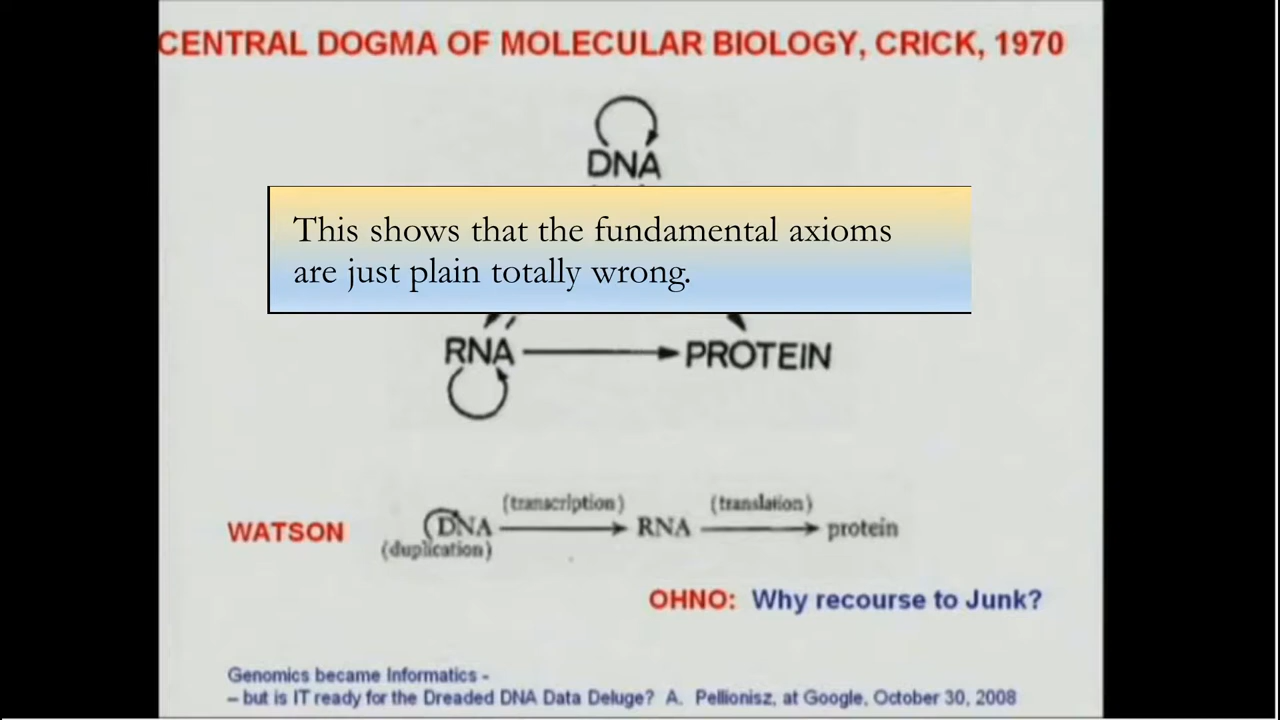 CENTRAL DOGMA OF MOLECULAR BIOLOGY, CRICK, 1970
DNA
This shows that the fundamental axioms
are just plain totally wrong.
RNA
PROTEIN
(transcription)
(translation)
WATSON
DNA
RNA
protein
(duplication)
OHNO: Why recourse to Junk?
Genomics became Informatics -
– but is IT ready for the Dreaded DNA Data Deluge? A. Pellionisz, at Google, October 30, 2008